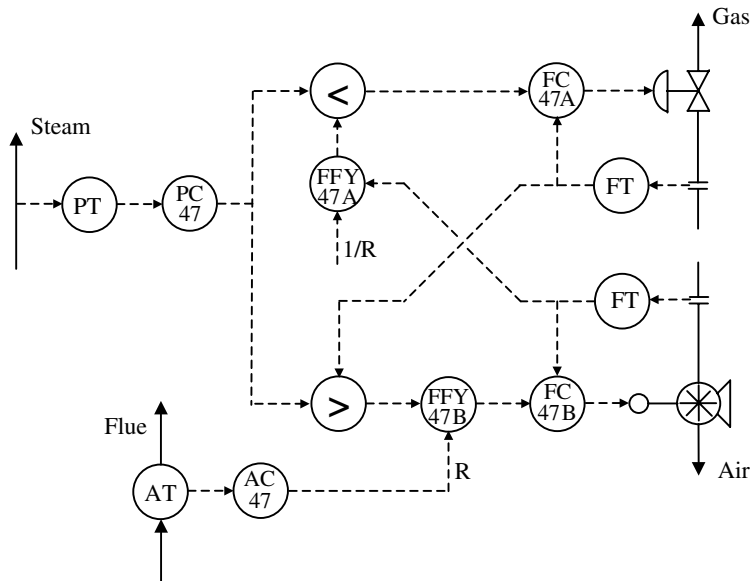 Gas
Steam
<
FC
47A
PT
PC
47
FFY
47A
FT
1/R
FT
>
FFY
47B
FC
47B
Flue
R
Air
AT
AC
47